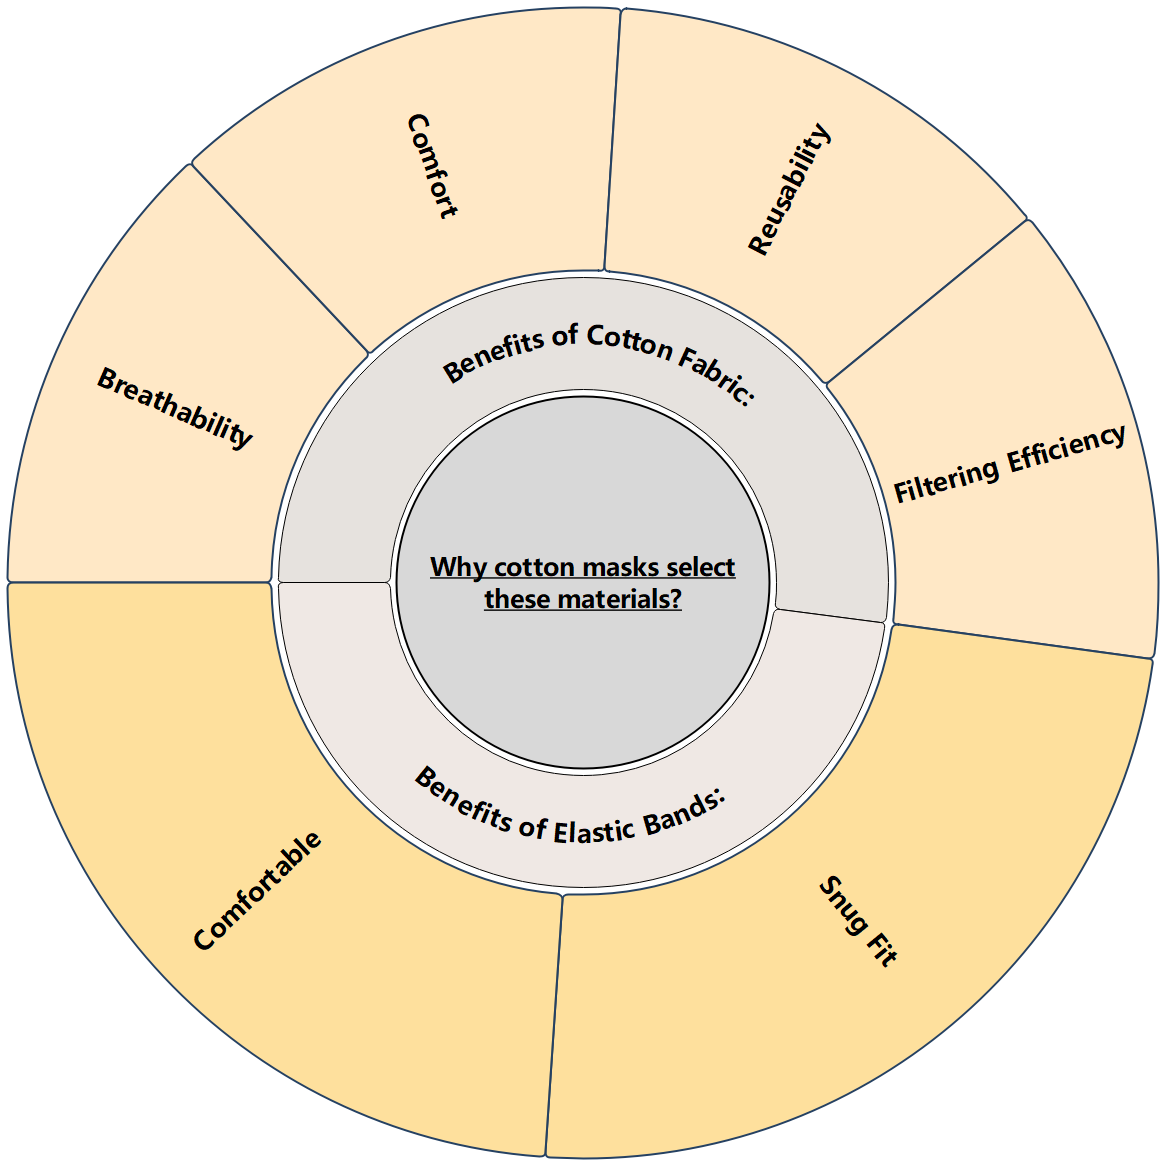 Why cotton masks select
these materials?
Benefits of Cotton Fabric:
Breathability
Comfort
Reusability
Filtering Efficiency
Benefits of Elastic Bands:
Comfortable
Snug Fit